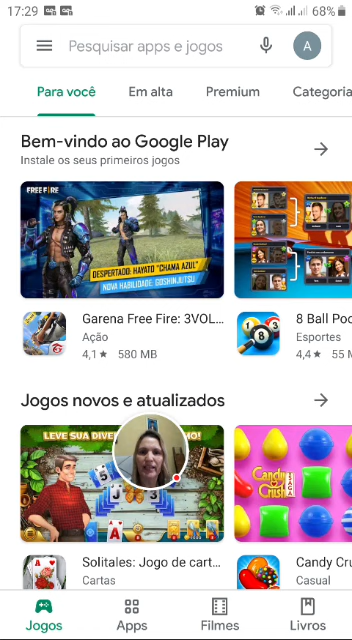 17:29
68%
Pesquisar apps e jogos
A
Para você
Em alta
Premium
Categoria
Bem-vindo ao Google Play
Instale os seus primeiros jogos
FREE FIRE
DESPERTADO: HAYATO "CHAMA AZUL"
NOVA HABILIDADE: GOSHINJUTSU
Garena Free Fire: 3VOL...
Ação
4,1★ 580 MB
8 Ball Poo
Esportes
4,4★ 55 M
Jogos novos e atualizados
LEVE SUA DIVE
MO!
5
J
3
A
Candy Crush
SAGA
Solitales: Jogo de cart...
Cartas
Candy Cru
Casual
Jogos
Apps
Filmes
Livros